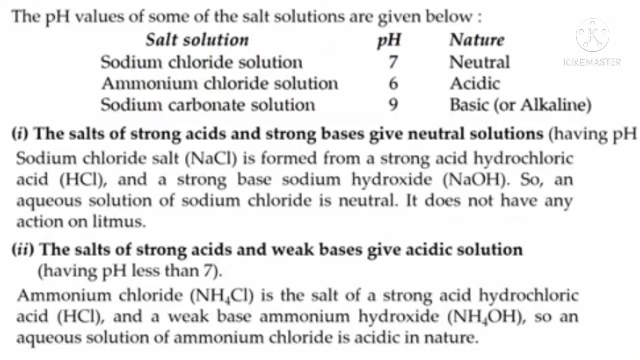 The pH values of some of the salt solutions are given below :
Salt solution pH Nature
Sodium chloride solution 7 Neutral
Ammonium chloride solution 6 Acidic
Sodium carbonate solution 9 Basic (or Alkaline)
(i) The salts of strong acids and strong bases give neutral solutions (having pH
Sodium chloride salt (NaCl) is formed from a strong acid hydrochloric
acid (HCl), and a strong base sodium hydroxide (NaOH). So, an
aqueous solution of sodium chloride is neutral. It does not have any
action on litmus.
(ii) The salts of strong acids and weak bases give acidic solution
(having pH less than 7).
Ammonium chloride (NH₄Cl) is the salt of a strong acid hydrochloric
acid (HCl), and a weak base ammonium hydroxide (NH₄OH), so an
aqueous solution of ammonium chloride is acidic in nature.
KINEMASTER